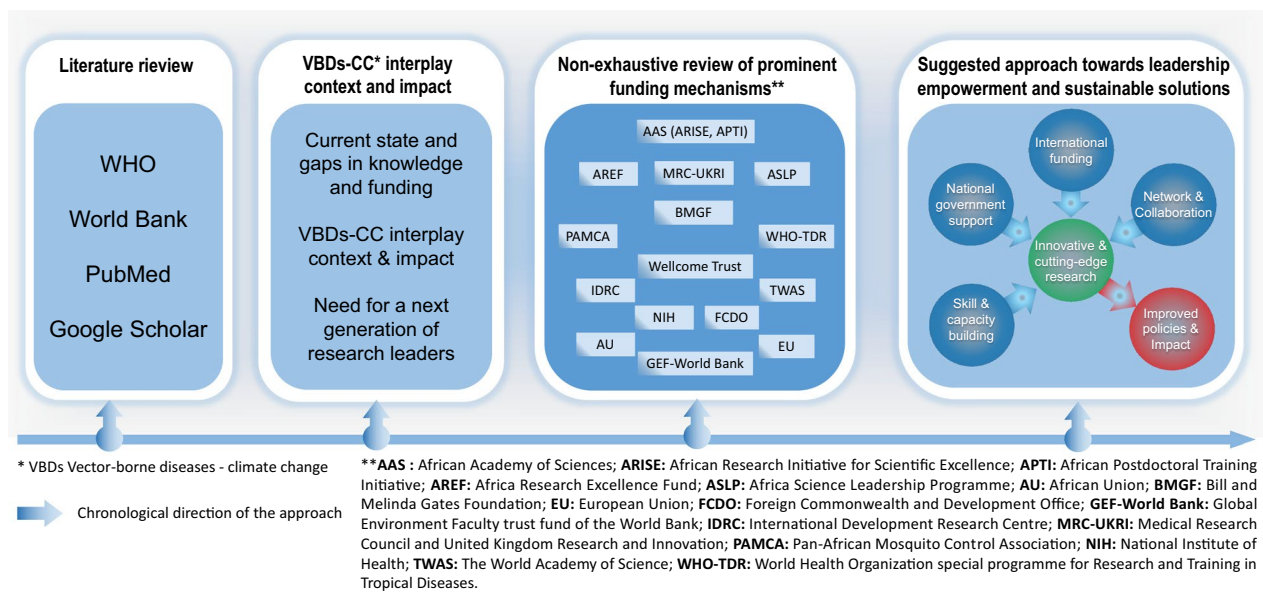 Literature rieview
WHO
World Bank
PubMed
Google Scholar
VBDs-CC* interplay
context and impact
Current state and
gaps in knowledge
and funding
VBDs-CC interplay
context & impact
Need for a next
generation of
research leaders
Non-exhaustive review of prominent
funding mechanisms**
AAS (ARISE, APTI)
AREF
MRC-UKRI
ASLP
BMGF
PAMCA
WHO-TDR
Wellcome Trust
IDRC
TWAS
NIH
FCDO
AU
EU
GEF-World Bank
Suggested approach towards leadership
empowerment and sustainable solutions
International
funding
National
government
support
Network &
Collaboration
Innovative &
cutting-edge
research
Skill &
capacity
building
Improved
policies &
Impact
* VBDs Vector-borne diseases - climate change
Chronological direction of the approach
**AAS : African Academy of Sciences; ARISE: African Research Initiative for Scientific Excellence; APTI: African Postdoctoral Training
Initiative; AREF: Africa Research Excellence Fund; ASLP: Africa Science Leadership Programme; AU: African Union; BMGF: Bill and
Melinda Gates Foundation; EU: European Union; FCDO: Foreign Commonwealth and Development Office; GEF-World Bank: Global
Environment Faculty trust fund of the World Bank; IDRC: International Development Research Centre; MRC-UKRI: Medical Research
Council and United Kingdom Research and Innovation; PAMCA: Pan-African Mosquito Control Association; NIH: National Institute of
Health; TWAS: The World Academy of Science; WHO-TDR: World Health Organization special programme for Research and Training in
Tropical Diseases.